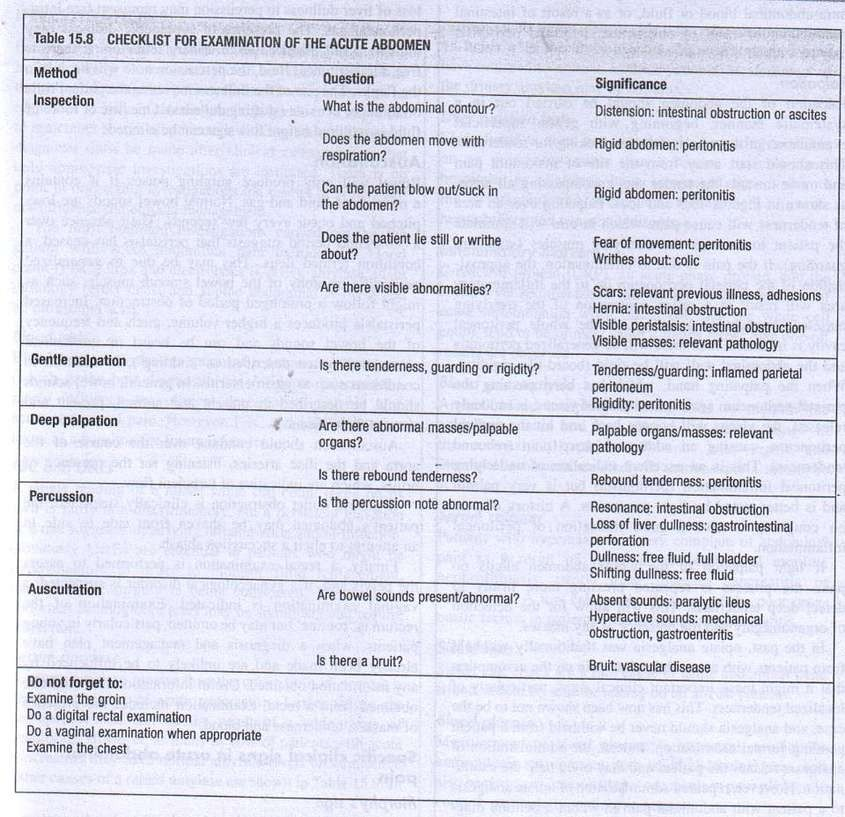 Table 15.8 CHECKLIST FOR EXAMINATION OF THE ACUTE ABDOMEN
Method Question Significance
Inspection What is the abdominal contour? Distension: intestinal obstruction or ascites
Does the abdomen move with
respiration?
Rigid abdomen: peritonitis
Can the patient blow out/suck in
the abdomen?
Rigid abdomen: peritonitis
Does the patient lie still or writhe
about?
Fear of movement: peritonitis
Writhes about: colic
Are there visible abnormalities?
Scars: relevant previous illness, adhesions
Hernia: intestinal obstruction
Visible peristalsis: intestinal obstruction
Visible masses: relevant pathology
Gentle palpation Is there tenderness, guarding or rigidity?
Tenderness/guarding: inflamed parietal
peritoneum
Rigidity: peritonitis
Deep palpation
Are there abnormal masses/palpable
organs?
Palpable organs/masses: relevant
pathology
Is there rebound tenderness? Rebound tenderness: peritonitis
Percussion Is the percussion note abnormal?
Resonance: intestinal obstruction
Loss of liver dullness: gastrointestinal
perforation
Dullness: free fluid, full bladder
Shifting dullness: free fluid
Auscultation Are bowel sounds present/abnormal?
Absent sounds: paralytic ileus
Hyperactive sounds: mechanical
obstruction, gastroenteritis
Is there a bruit? Bruit: vascular disease
Do not forget to:
Examine the groin
Do a digital rectal examination
Do a vaginal examination when appropriate
Examine the chest